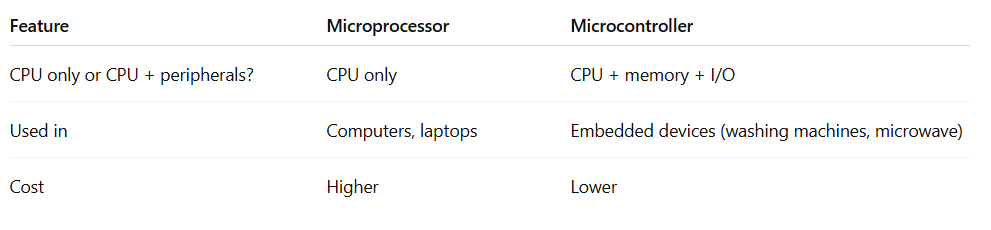 Feature Microprocessor Microcontroller
CPU only or CPU + peripherals? CPU only CPU + memory + I/O
Used in Computers, laptops Embedded devices (washing machines, microwave)
Cost Higher Lower